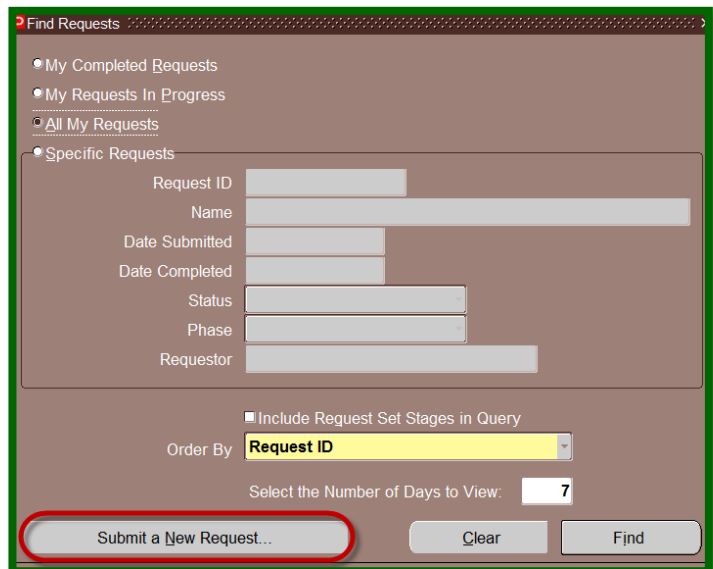 Find Requests
My Completed Requests
My Requests In Progress
All My Requests
Specific Requests
Request ID
Name
Date Submitted
Date Completed
Status
Phase
Requestor
Include Request Set Stages in Query
Order By Request ID
Select the Number of Days to View: 7
Submit a New Request... Clear Find